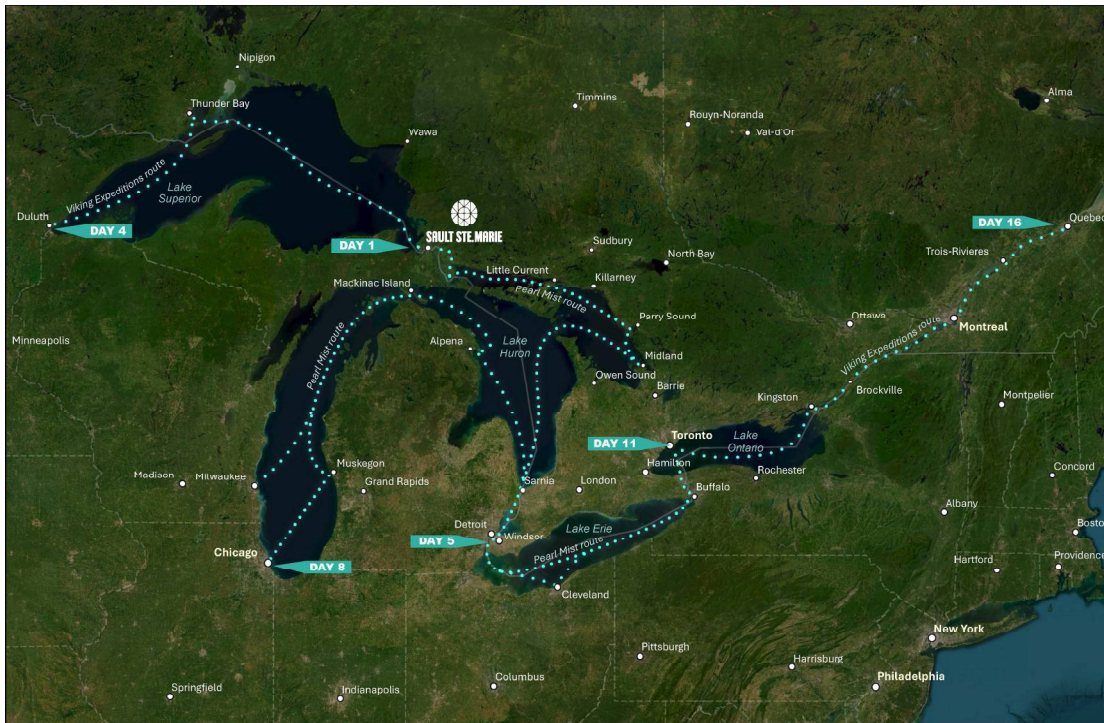 Nipigon
Thunder Bay
Timmins
Alma
Rouyn-Noranda
Val-d'Or
Wawa
Viking Expeditions route
Lake
Superior
Duluth
DAY 4
DAY 1
SAULT STE.MARIE
DAY 16
Quebec
Sudbury
North Bay
Trois-Rivieres
Little Current
Killarney
Mackinac Island
Pearl Mist route
Parry Sound
Ottawa
Montreal
Viking Expeditions route
Minneapolis
Pearl Mist route
Alpena
Lake
Huron
Midland
Owen Sound
Barrie
Kingston
Brockville
Montpelier
DAY 11
Toronto
Lake
Ontario
Hamilton
Rochester
Madison
Milwaukee
Muskegon
Grand Rapids
Sarnia
London
Buffalo
Concord
Albany
Detroit
Windsor
DAY 5
Lake Erie
Pearl Mist route
Boston
Chicago
DAY 8
Cleveland
Hartford
Providence
New York
Pittsburgh
Harrisburg
Philadelphia
Springfield
Indianapolis
Columbus